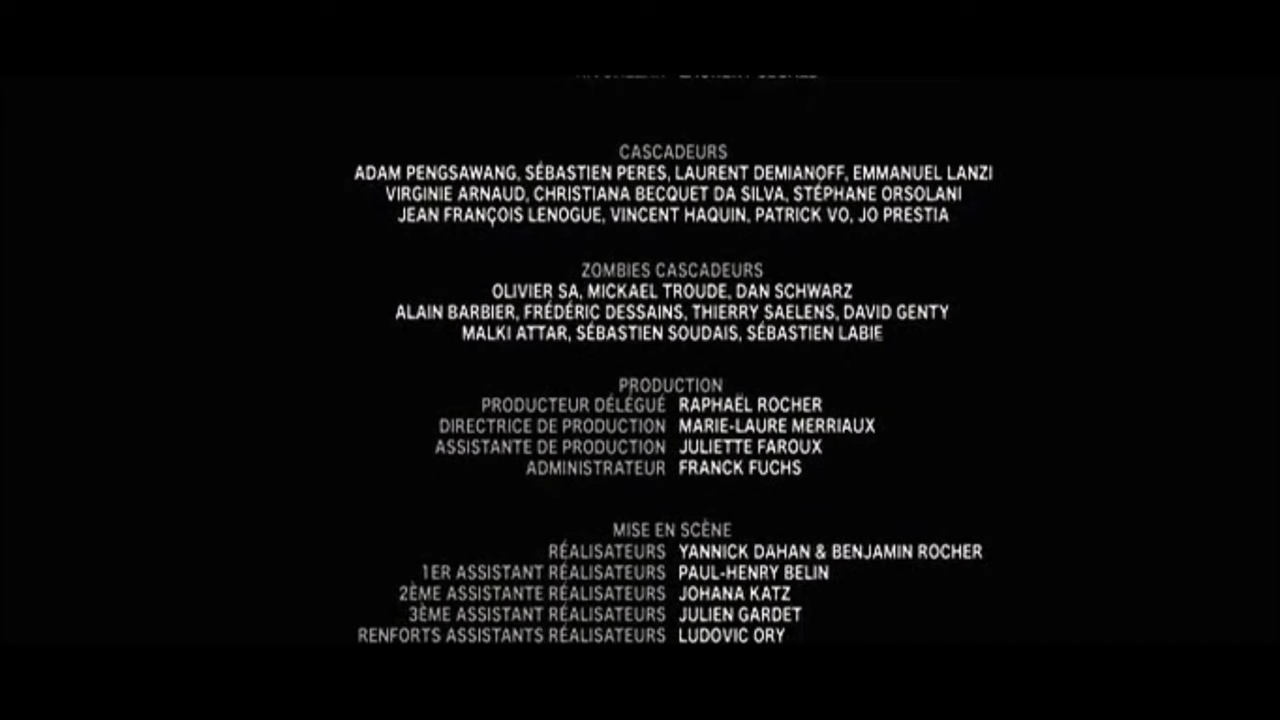 CASCADEURS
ADAM PENGSAWANG, SÉBASTIEN PERES, LAURENT DEMIANOFF, EMMANUEL LANZI
VIRGINIE ARNAUD, CHRISTIANA BECQUET DA SILVA, STÉPHANE ORSOLANI
JEAN FRANÇOIS LENOGUE, VINCENT HAQUIN, PATRICK VO, JO PRESTIA
ZOMBIES CASCADEURS
OLIVIER SA, MICKAEL TROUDE, DAN SCHWARZ
ALAIN BARBIER, FRÉDÉRIC DESSAINS, THIERRY SAELENS, DAVID GENTY
MALKI ATTAR, SÉBASTIEN SOUDAIS, SÉBASTIEN LABIE
PRODUCTION
PRODUCTEUR DÉLÉGUÉ RAPHAËL ROCHER
DIRECTRICE DE PRODUCTION MARIE-LAURE MERRIAUX
ASSISTANTE DE PRODUCTION JULIETTE FAROUX
ADMINISTRATEUR FRANCK FUCHS
MISE EN SCÈNE
RÉALISATEURS YANNICK DAHAN & BENJAMIN ROCHER
1ER ASSISTANT RÉALISATEURS PAUL-HENRY BELIN
2ÈME ASSISTANTE RÉALISATEURS JOHANA KATZ
3ÈME ASSISTANT RÉALISATEURS JULIEN GARDET
RENFORTS ASSISTANTS RÉALISATEURS LUDOVIC ORY